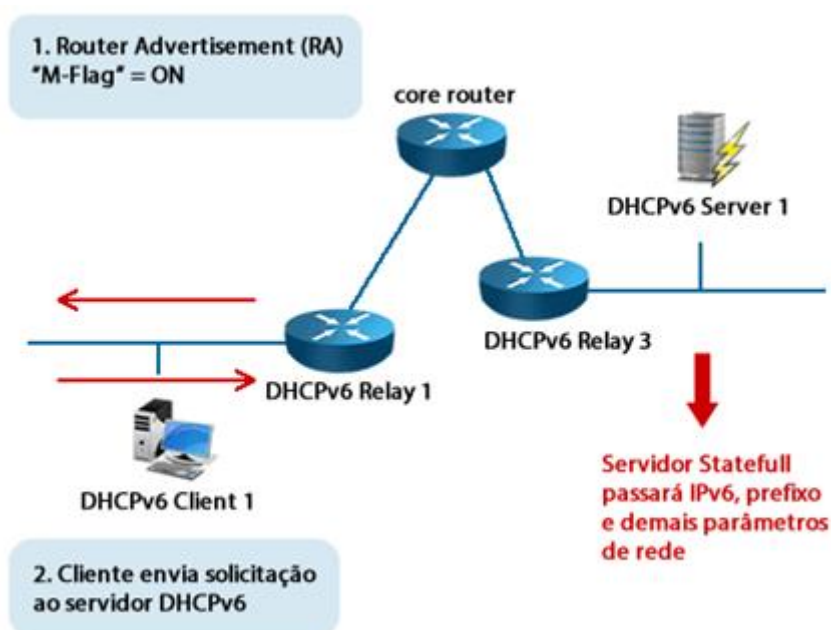 1. Router Advertisement (RA)
"M-Flag" = ON
core router
DHCPv6 Server 1
DHCPv6 Relay 3
DHCPv6 Relay 1
DHCPv6 Client 1
Servidor Statefull
passará IPv6, prefixo
e demais parâmetros
de rede
2. Cliente envia solicitação
ao servidor DHCPv6